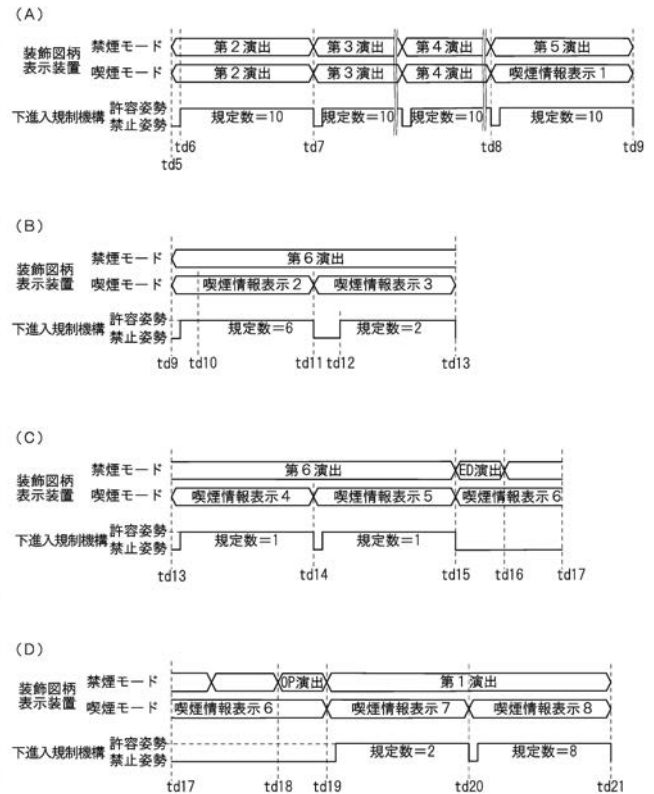 (A)
装飾図柄
表示装置
禁煙モード
第2演出
第3演出
第4演出
第5演出
喫煙モード
第2演出
第3演出
第4演出
喫煙情報表示1
下進入規制機構
許容姿勢
禁止姿勢
規定数=10
規定数=10
規定数=10
規定数=10
td5
td6
td7
td8
td9
(B)
装飾図柄
表示装置
禁煙モード
第6演出
喫煙モード
喫煙情報表示2
喫煙情報表示3
下進入規制機構
許容姿勢
禁止姿勢
規定数=6
規定数=2
td9
td10
td11
td12
td13
(C)
装飾図柄
表示装置
禁煙モード
第6演出
ED演出
喫煙モード
喫煙情報表示4
喫煙情報表示5
喫煙情報表示6
下進入規制機構
許容姿勢
禁止姿勢
規定数=1
規定数=1
td13
td14
td15
td16
td17
(D)
装飾図柄
表示装置
禁煙モード
OP演出
第1演出
喫煙モード
喫煙情報表示6
喫煙情報表示7
喫煙情報表示8
下進入規制機構
許容姿勢
禁止姿勢
規定数=2
規定数=8
td17
td18
td19
td20
td21